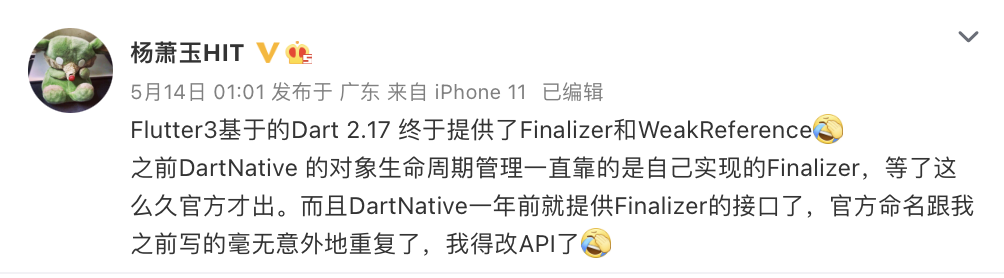 杨萧玉HIT
5月14日 01:01 发布于 广东 来自 iPhone 11 已编辑
Flutter3基于的Dart 2.17 终于提供了Finalizer和WeakReference
之前DartNative 的对象生命周期管理一直靠的是自己实现的Finalizer，等了这
么久官方才出。而且DartNative一年前就提供Finalizer的接口了，官方命名跟我
之前写的毫无意外地重复了，我得改API了